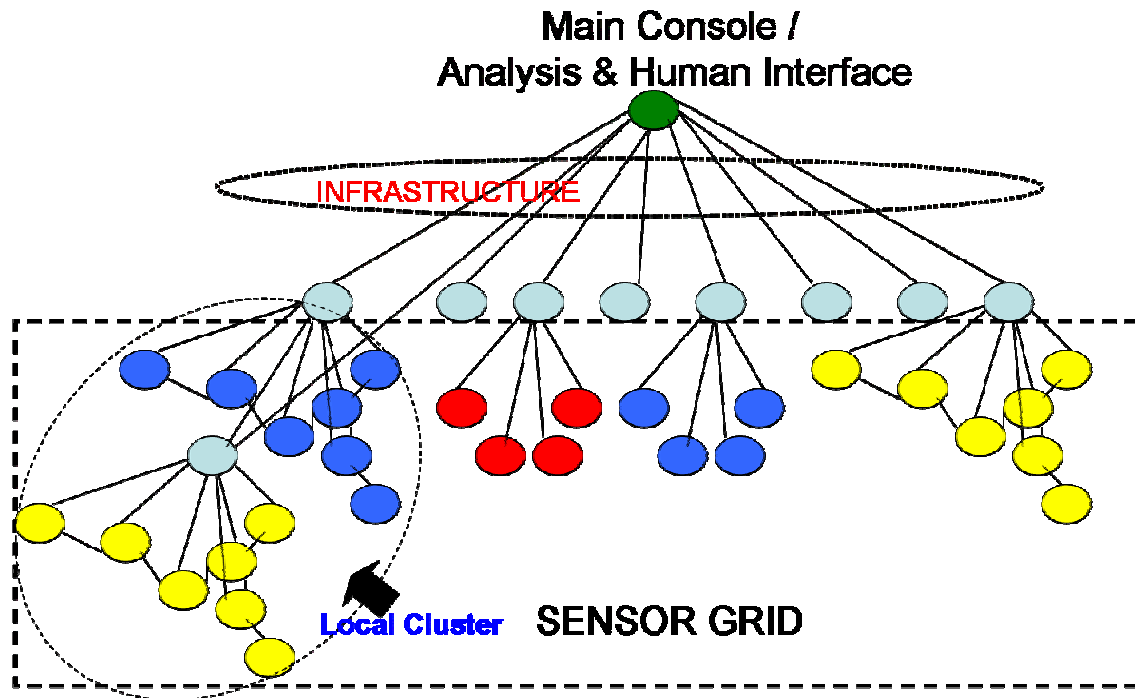 Main Console /
Analysis & Human Interface
INFRASTRUCTURE
Local Cluster
SENSOR GRID